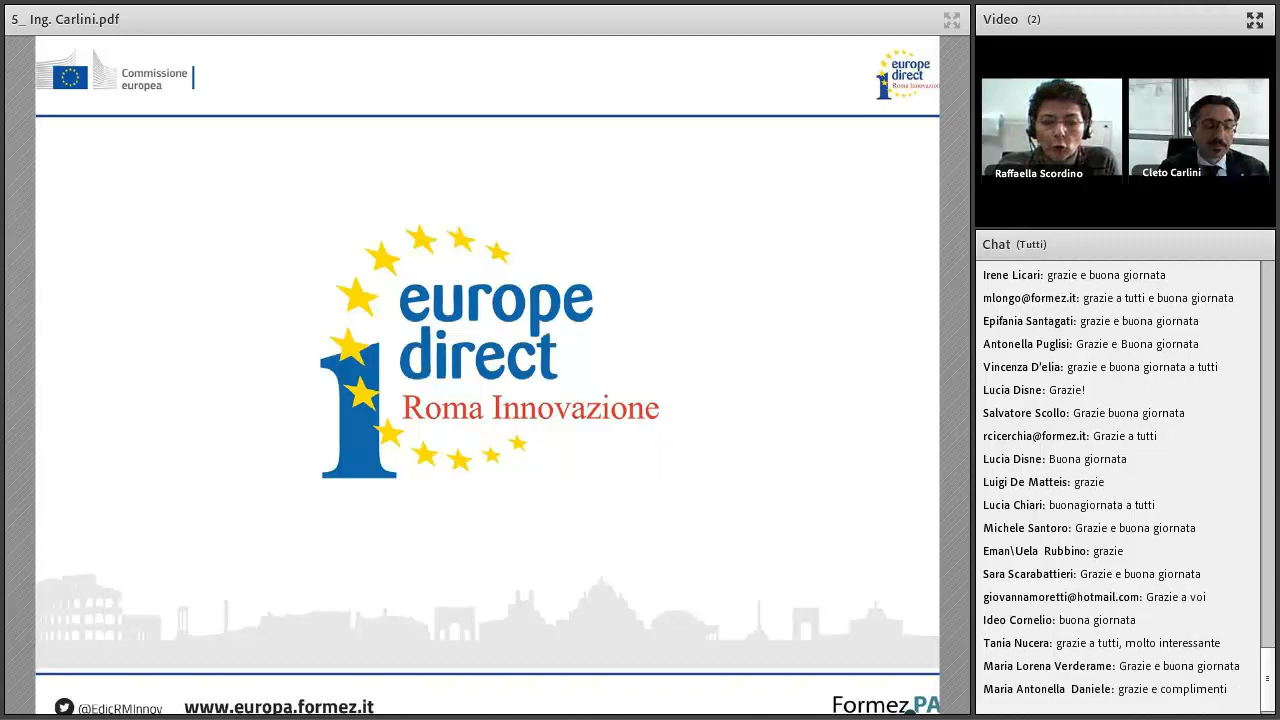 5_ Ing. Carlini.pdf
Commissione
europea
europe
direct
Roma Innovazione
europe
direct
Roma Innovazione
@EdicRMInnov
www.europa.formez.it
Formez PA
Video (2)
Raffaella Scordino
Cleto Carlini
Chat (Tutti)
Irene Licari: grazie e buona giornata
mlongo@formez.it: grazie a tutti e buona giornata
Epifania Santagati: grazie e buona giornata
Antonella Puglisi: Grazie e Buona giornata
Vincenza D'elia: grazie e buona giornata a tutti
Lucia Disne: Grazie!
Salvatore Scollo: Grazie buona giornata
rcicerchia@formez.it: Grazie a tutti
Lucia Disne: Buona giornata
Luigi De Matteis: grazie
Lucia Chiari: buonagiornata a tutti
Michele Santoro: Grazie e buona giornata
Eman\Uela Rubbino: grazie
Sara Scarabattieri: Grazie e buona giornata
giovannamoretti@hotmail.com: Grazie a voi
Ideo Cornelio: buona giornata
Tania Nucera: grazie a tutti, molto interessante
Maria Lorena Verderame: Grazie e buona giornata
Maria Antonella Daniele: grazie e complimenti